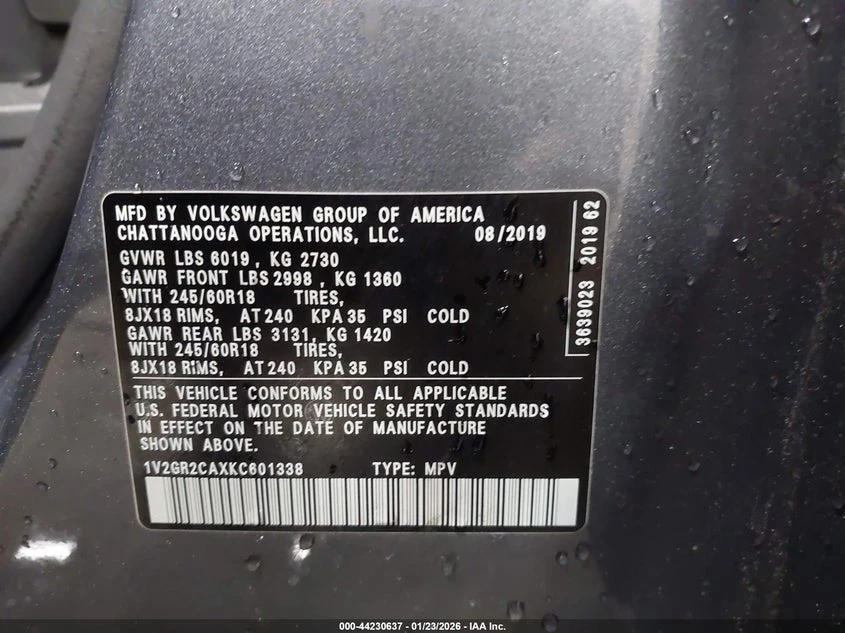 MFD BY VOLKSWAGEN GROUP OF AMERICA
CHATTANOOGA OPERATIONS, LLC. 08/2019
GVWR LBS 6019, KG 2730
GAWR FRONT LBS 2998, KG 1360
WITH 245/60R18 TIRES,
8JX18 RIMS, AT 240 KPA 35 PSI COLD
GAWR REAR LBS 3131, KG 1420
WITH 245/60R18 TIRES,
8JX18 RIMS, AT 240 KPA 35 PSI COLD
THIS VEHICLE CONFORMS TO ALL APPLICABLE
U.S. FEDERAL MOTOR VEHICLE SAFETY STANDARDS
IN EFFECT ON THE DATE OF MANUFACTURE
SHOWN ABOVE.
1V2GR2CAXKC601338 TYPE: MPV
3639023 2019 62
000-44230637 - 01/23/2026 - IAA Inc.